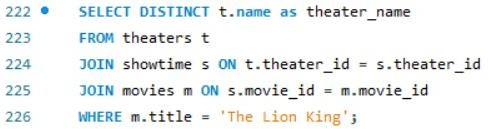 222 SELECT DISTINCT t.name as theater_name
223 FROM theaters t
224 JOIN showtime s ON t.theater_id = s.theater_id
225 JOIN movies m ON s.movie_id = m.movie_id
226 WHERE m.title = 'The Lion King';